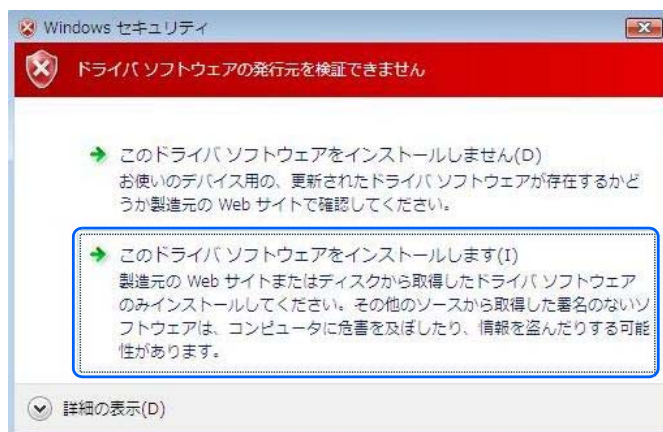 Windows セキュリティ
ドライバ ソフトウェアの発行元を検証できません
このドライバ ソフトウェアをインストールしません(D)
お使いのデバイス用の、更新されたドライバ ソフトウェアが存在するかど
うか製造元の Web サイトで確認してください。
このドライバ ソフトウェアをインストールします(I)
製造元の Web サイトまたはディスクから取得したドライバ ソフトウェア
のみインストールしてください。その他のソースから取得した署名のないソ
フトウェアは、コンピュータに危害を及ぼしたり、情報を盗んだりする可能
性があります。
詳細の表示(D)